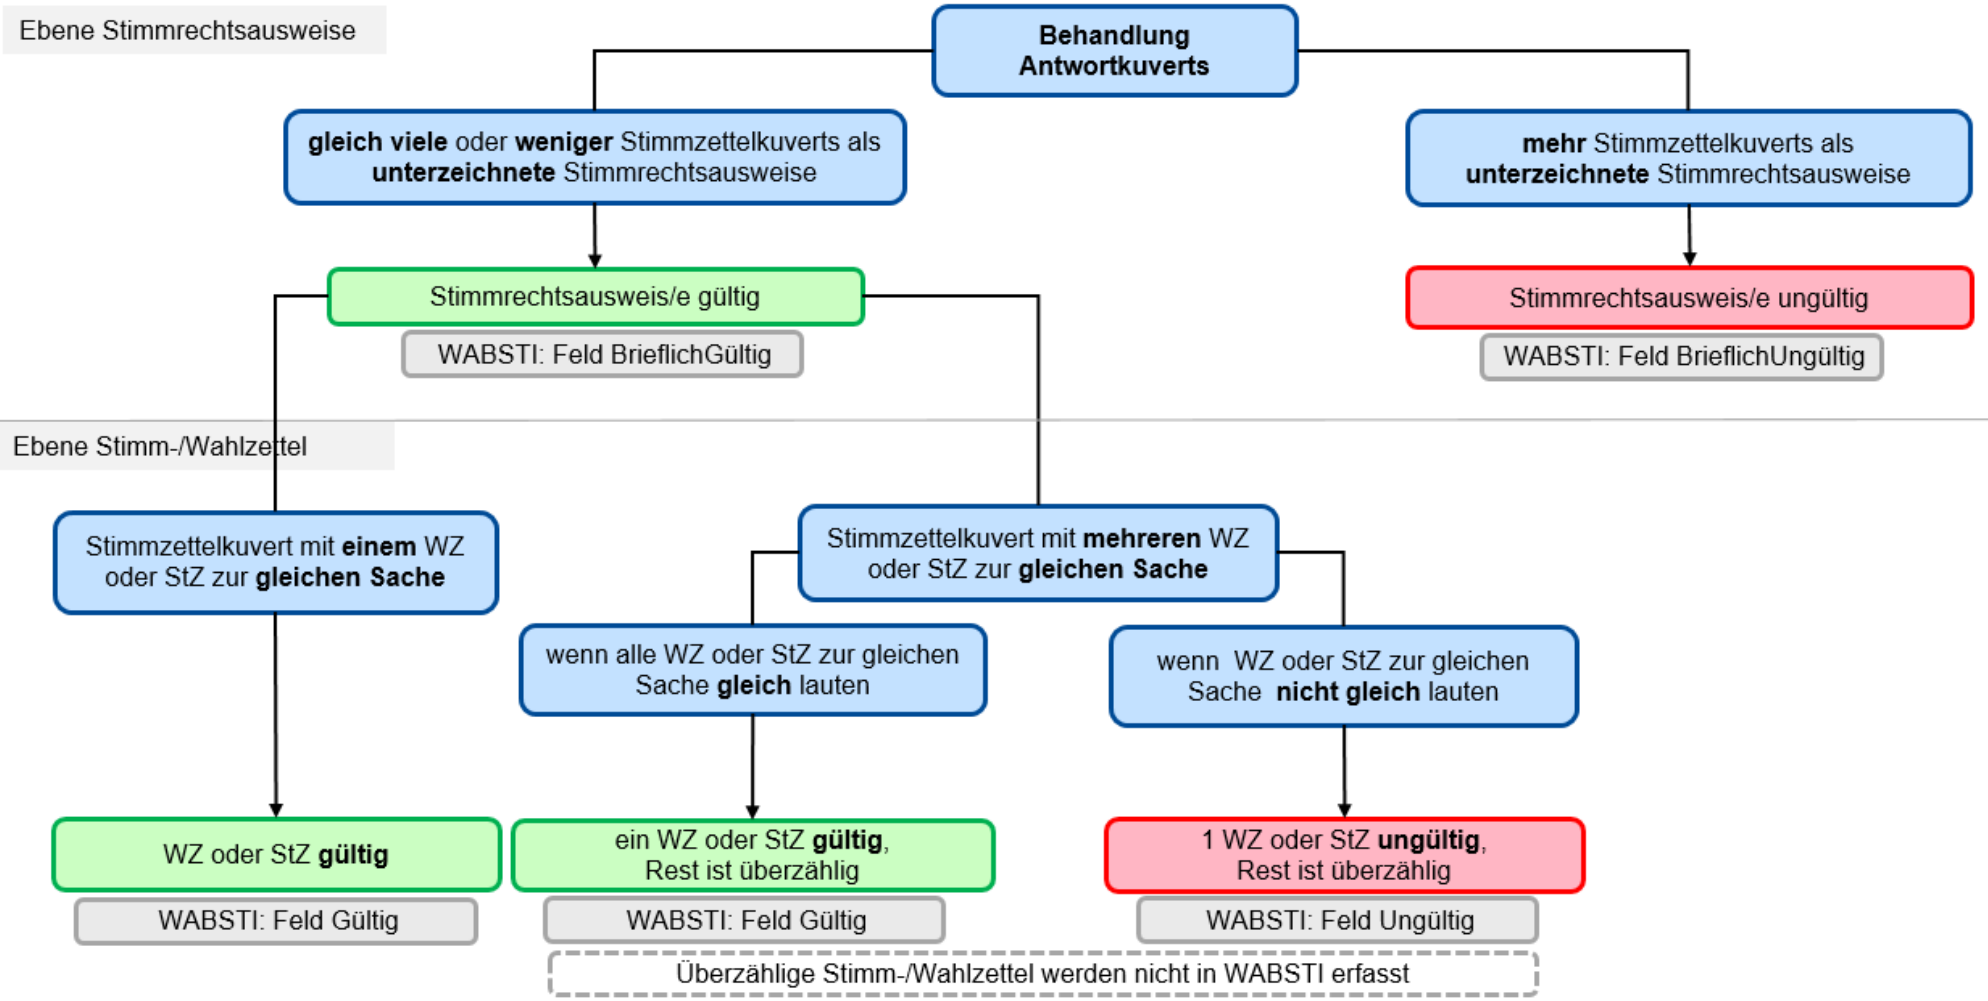 Ebene Stimmrechtsausweise
Behandlung
Antwortkuverts
gleich viele oder weniger Stimmzettelkuverts als
unterzeichnete Stimmrechtsausweise
mehr Stimmzettelkuverts als
unterzeichnete Stimmrechtsausweise
Stimmrechtsausweis/e gültig
Stimmrechtsausweis/e ungültig
WABSTI: Feld BrieflichGültig
WABSTI: Feld BrieflichUngültig
Ebene Stimm-/Wahlzettel
Stimmzettelkuvert mit einem WZ
oder StZ zur gleichen Sache
Stimmzettelkuvert mit mehreren WZ
oder StZ zur gleichen Sache
wenn alle WZ oder StZ zur gleichen
Sache gleich lauten
wenn WZ oder StZ zur gleichen
Sache nicht gleich lauten
WZ oder StZ gültig
ein WZ oder StZ gültig,
Rest ist überzählig
1 WZ oder StZ ungültig,
Rest ist überzählig
WABSTI: Feld Gültig
WABSTI: Feld Gültig
WABSTI: Feld Ungültig
Überzählige Stimm-/Wahlzettel werden nicht in WABSTI erfasst